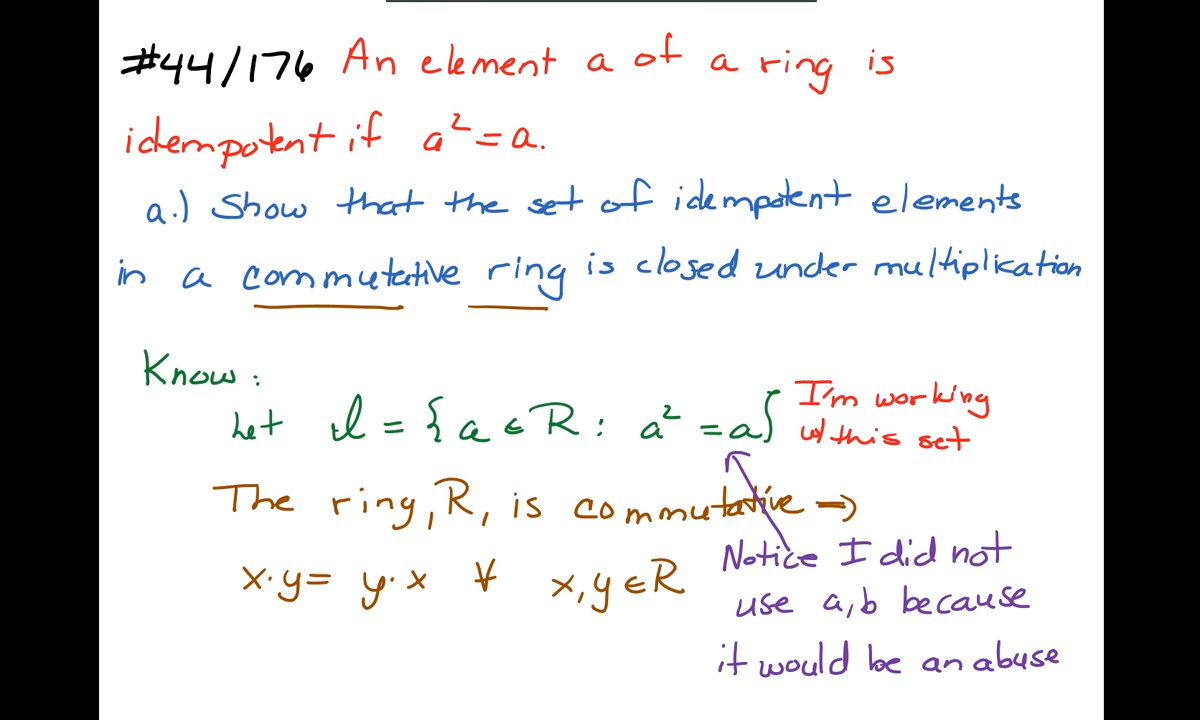 #44/176 An element a of a ring is
idempotent if a² = a.
a.) Show that the set of idempotent elements
in a commutative ring is closed under multiplication
Know:
Let I = {a ∈ R : a² = a}
I'm working
w/ this set
The ring, R, is commutative →
x·y = y·x ∀ x, y ∈ R
Notice I did not
use a, b because
it would be an abuse